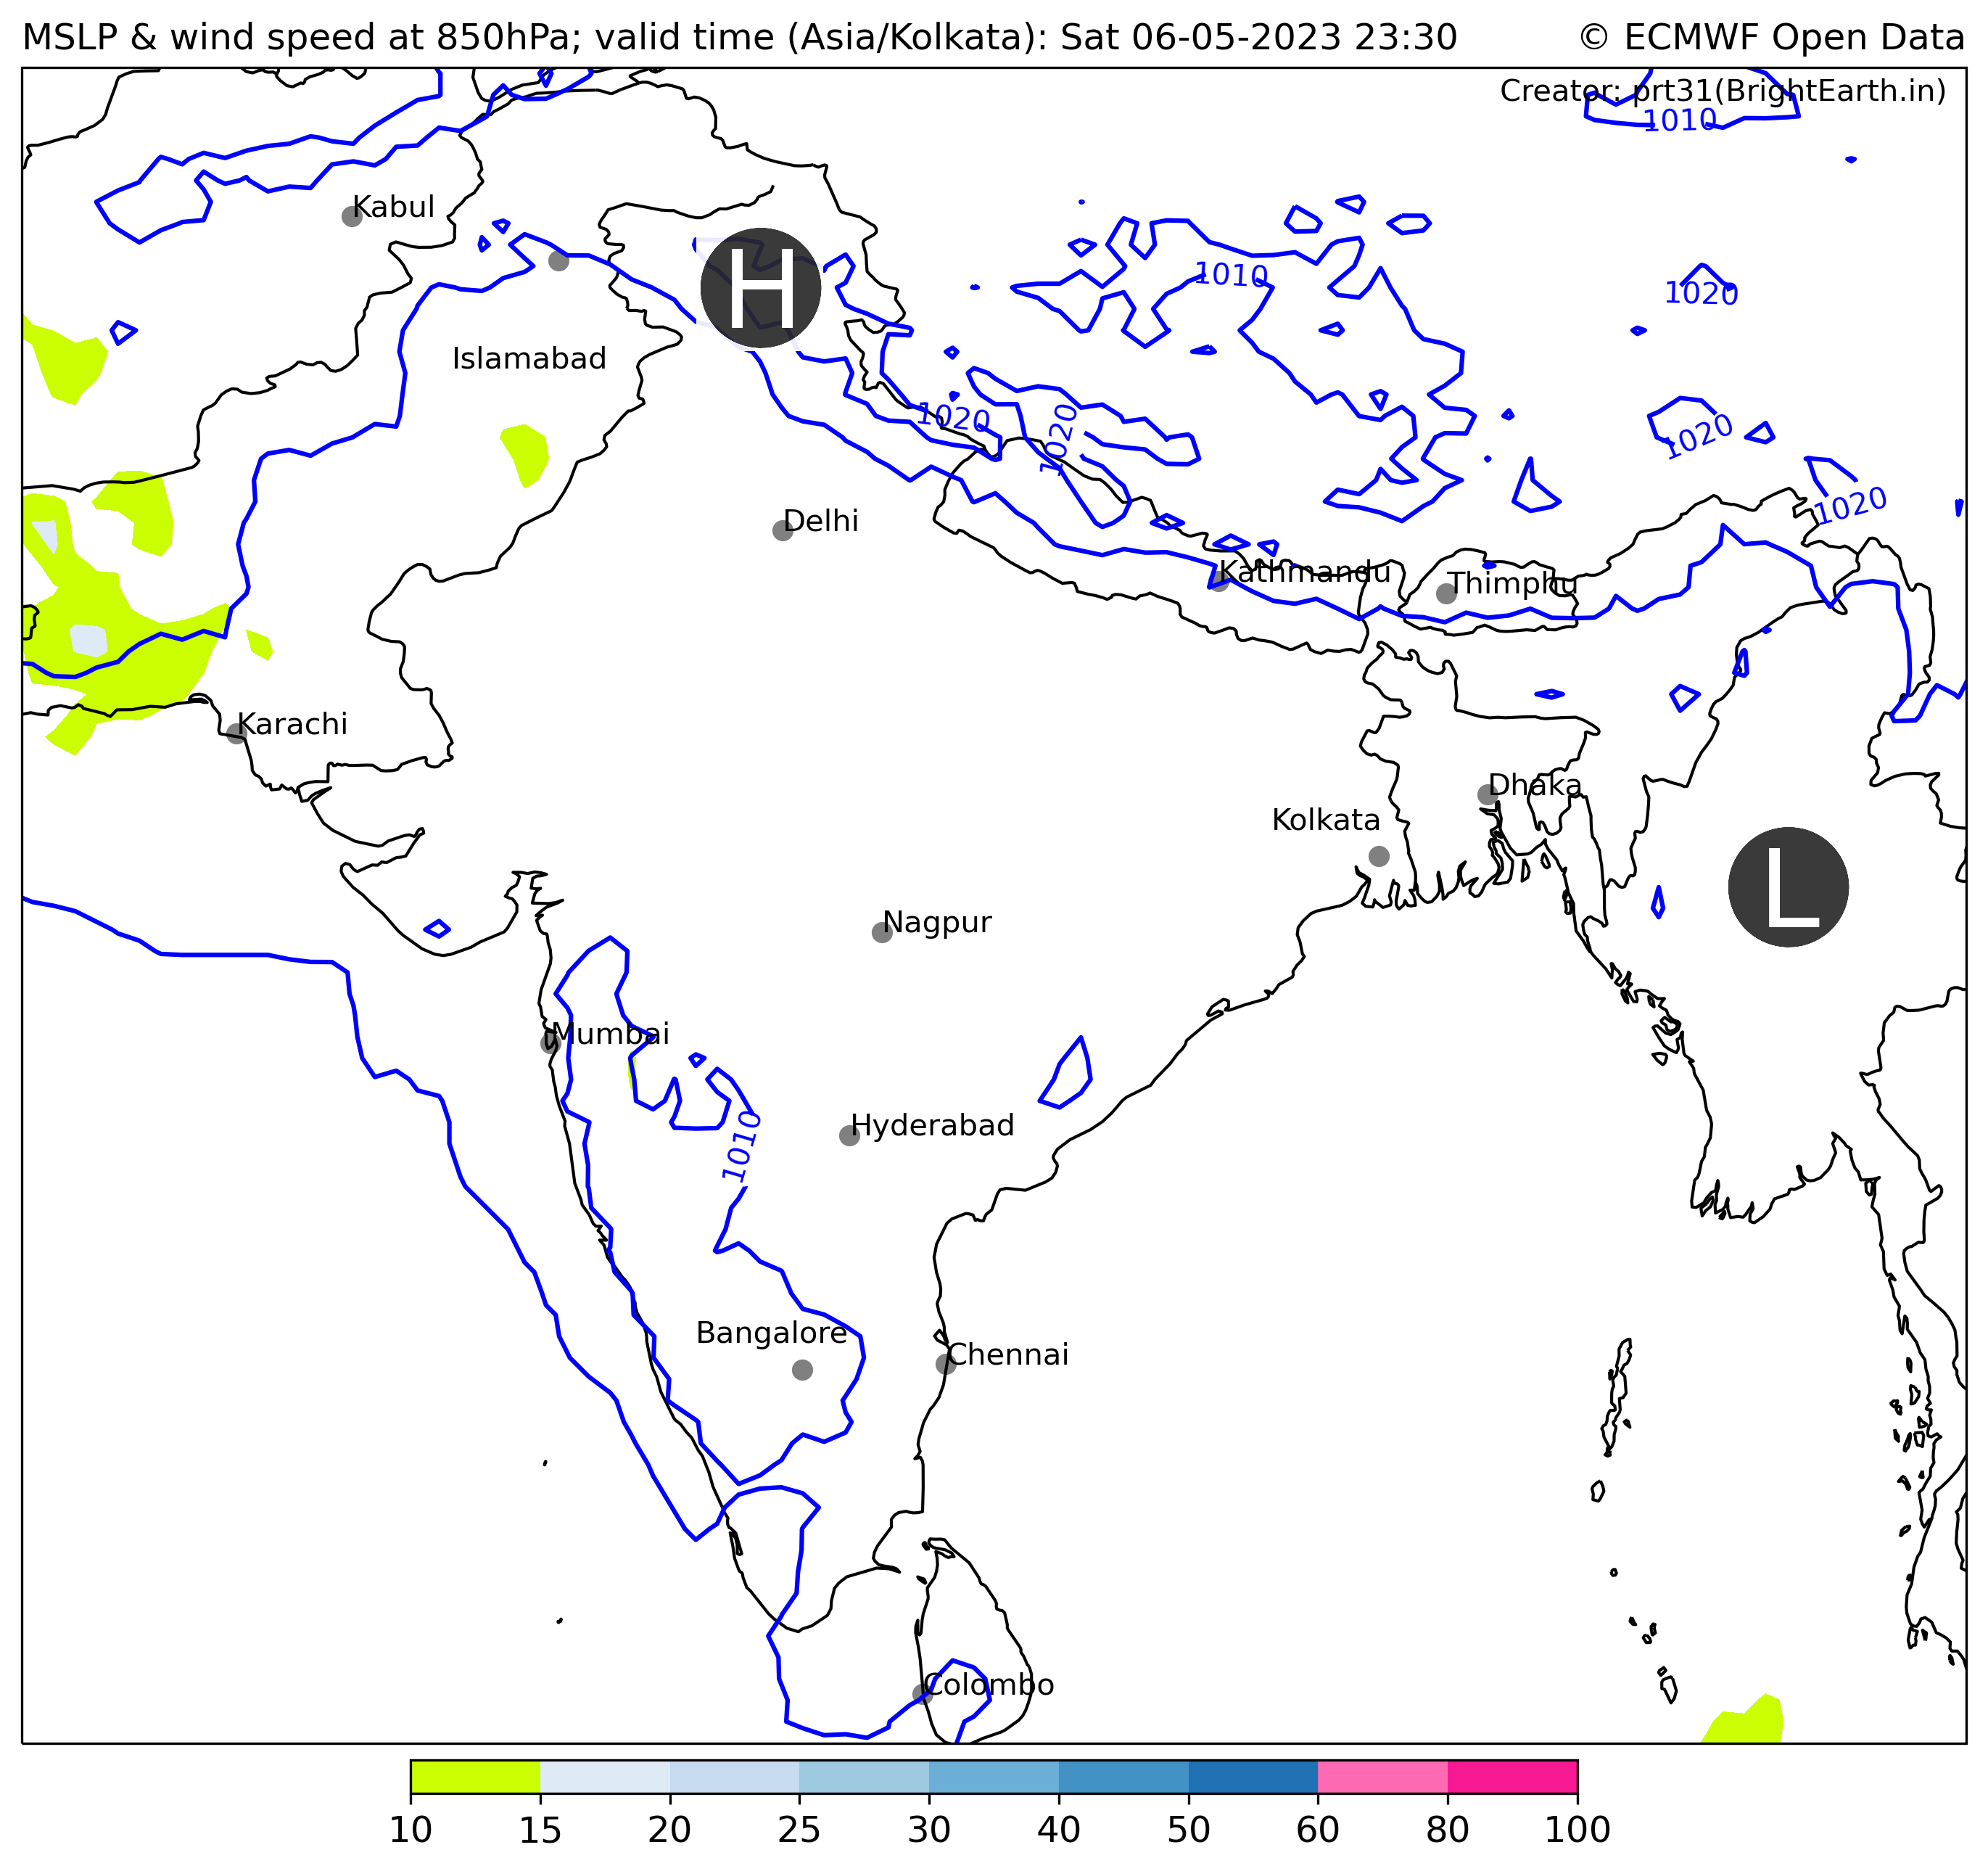 MSLP & wind speed at 850hPa; valid time (Asia/Kolkata): Sat 06-05-2023 23:30
© ECMWF Open Data
Creator: prt31(BrightEarth.in)
1010
Kabul
H
1010
1020
Islamabad
1020
1020
1020
1020
Delhi
Kathmandu
Thimphu
Karachi
Dhaka
Kolkata
L
Nagpur
Mumbai
Hyderabad
1010
Bangalore
Chennai
Colombo
10 15 20 25 30 40 50 60 80 100